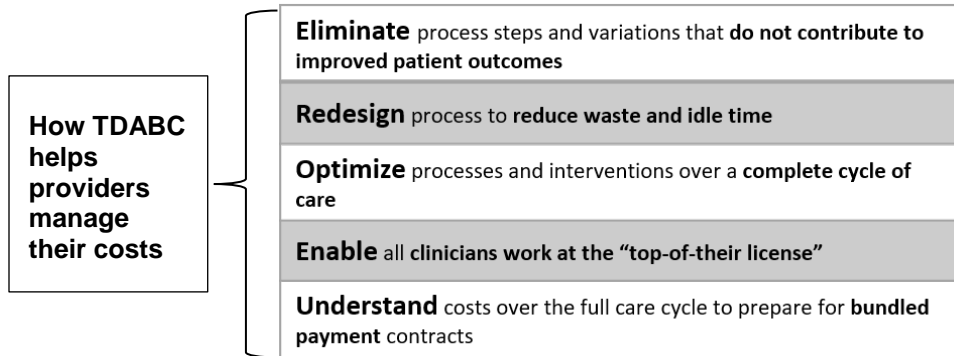 How TDABC
helps
providers
manage
their costs
Eliminate process steps and variations that do not contribute to
improved patient outcomes
Redesign process to reduce waste and idle time
Optimize processes and interventions over a complete cycle of
care
Enable all clinicians work at the “top-of-their license”
Understand costs over the full care cycle to prepare for bundled
payment contracts